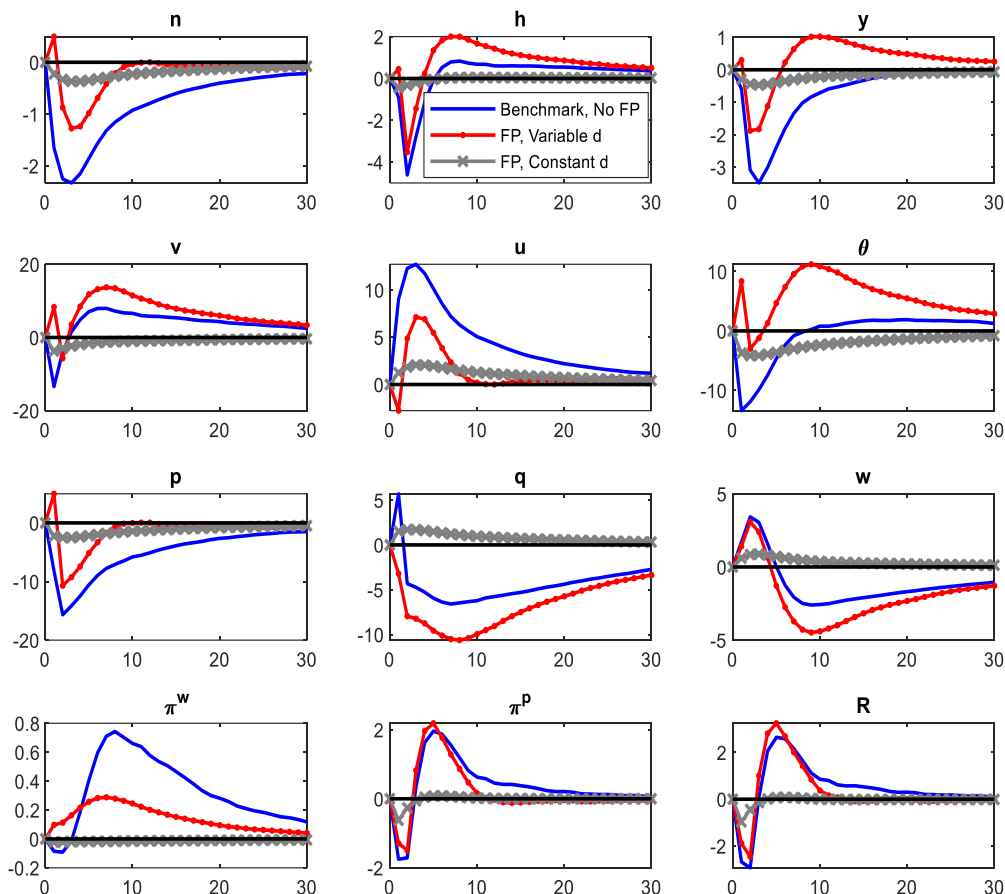 n h y
0 -1 -2
2 0 -2 -4
1 0 -1 -2 -3
Benchmark, No FP
FP, Variable d
FP, Constant d
0 10 20 30 0 10 20 30 0 10 20 30
v u θ
20 0 -20
10 5 0
10 0 -10
0 10 20 30 0 10 20 30 0 10 20 30
p q w
0 -10 -20
5 0 -5 -10
5 0 -5
0 10 20 30 0 10 20 30 0 10 20 30
π^w π^p R
0.8 0.6 0.4 0.2 0 -0.2
2 0 -2
2 0 -2
0 10 20 30 0 10 20 30 0 10 20 30